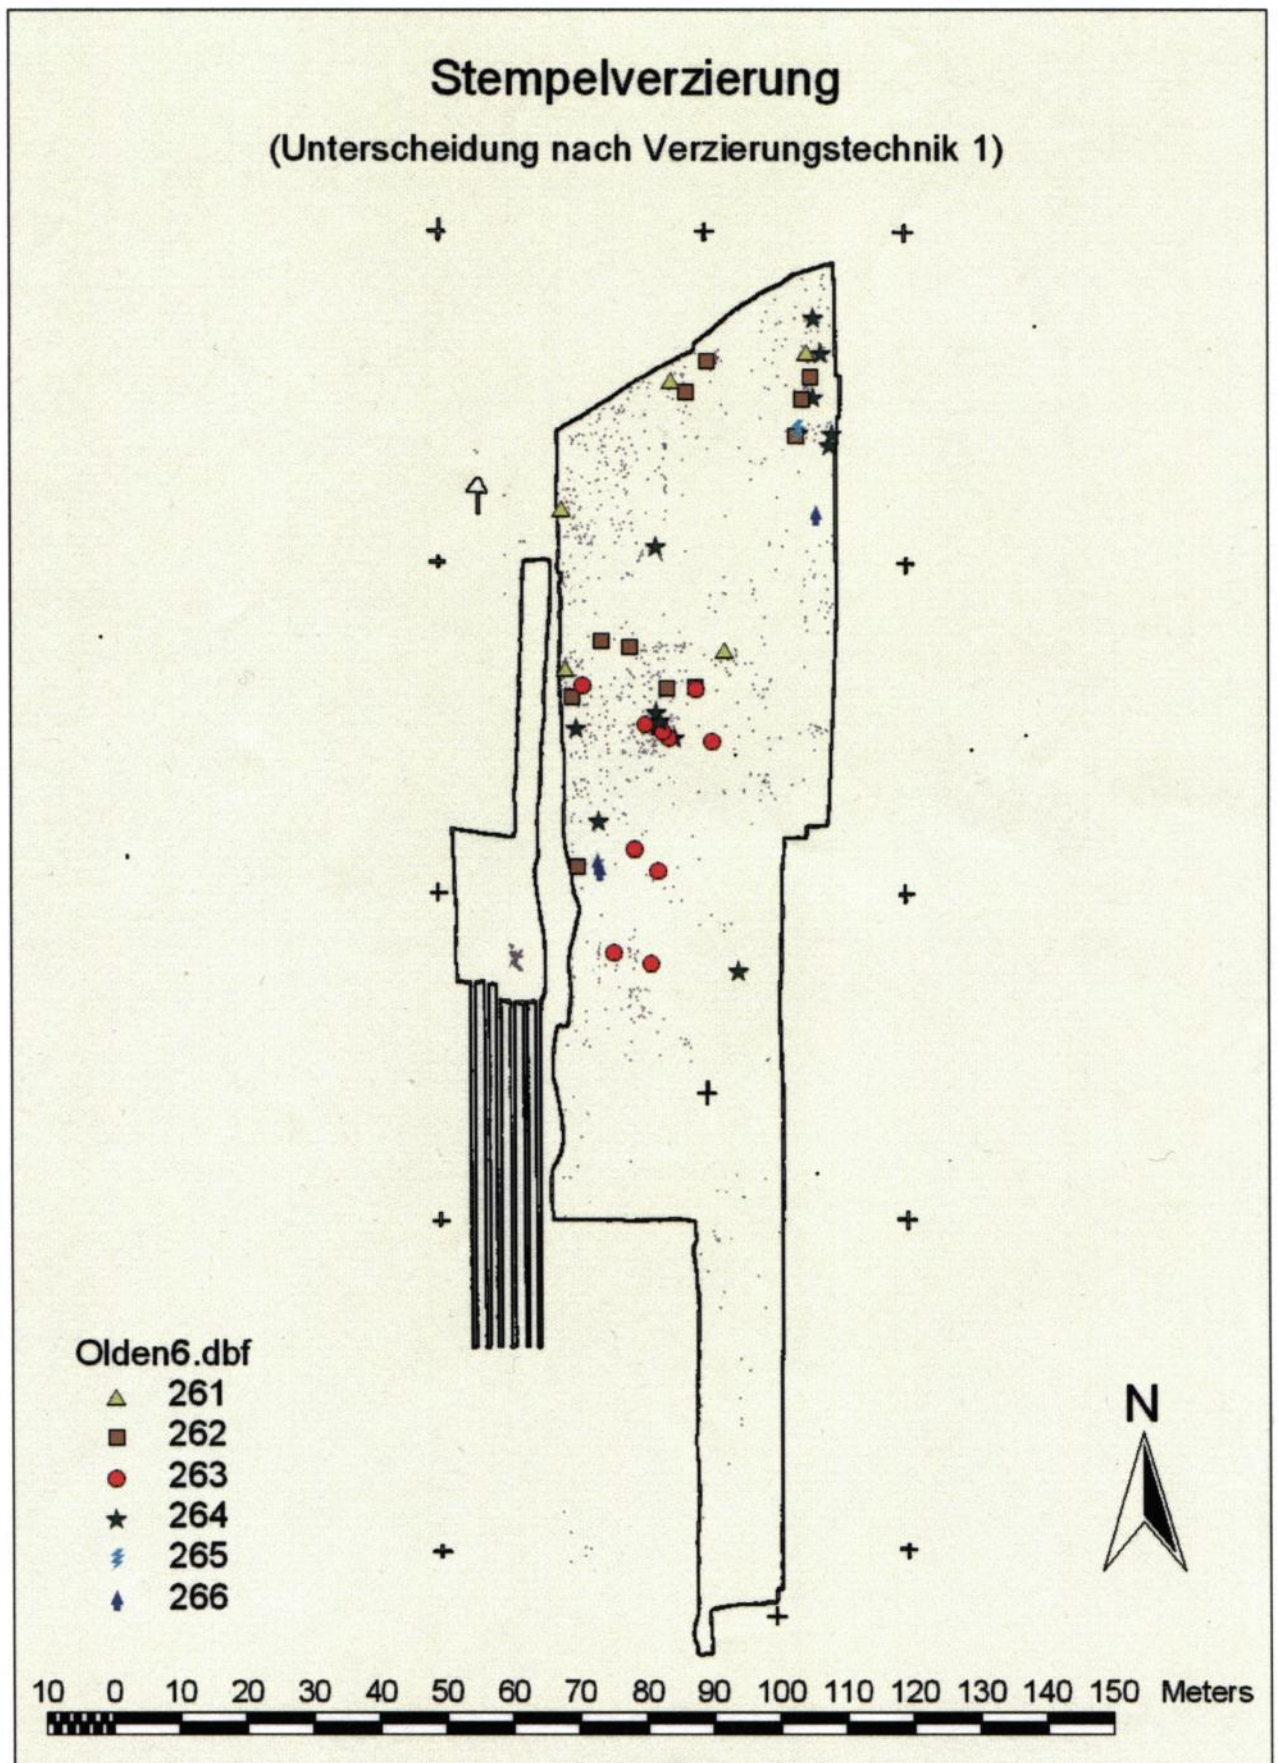 Stempelverzierung
(Unterscheidung nach Verzierungstechnik 1)
Olden6.dbf
261
262
263
264
265
266
N
10 0 10 20 30 40 50 60 70 80 90 100 110 120 130 140 150 Meters